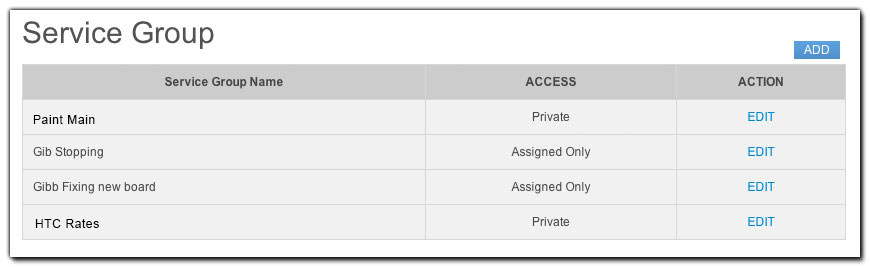 Service Group
ADD
Service Group Name ACCESS ACTION
Paint Main Private EDIT
Gib Stopping Assigned Only EDIT
Gibb Fixing new board Assigned Only EDIT
HTC Rates Private EDIT